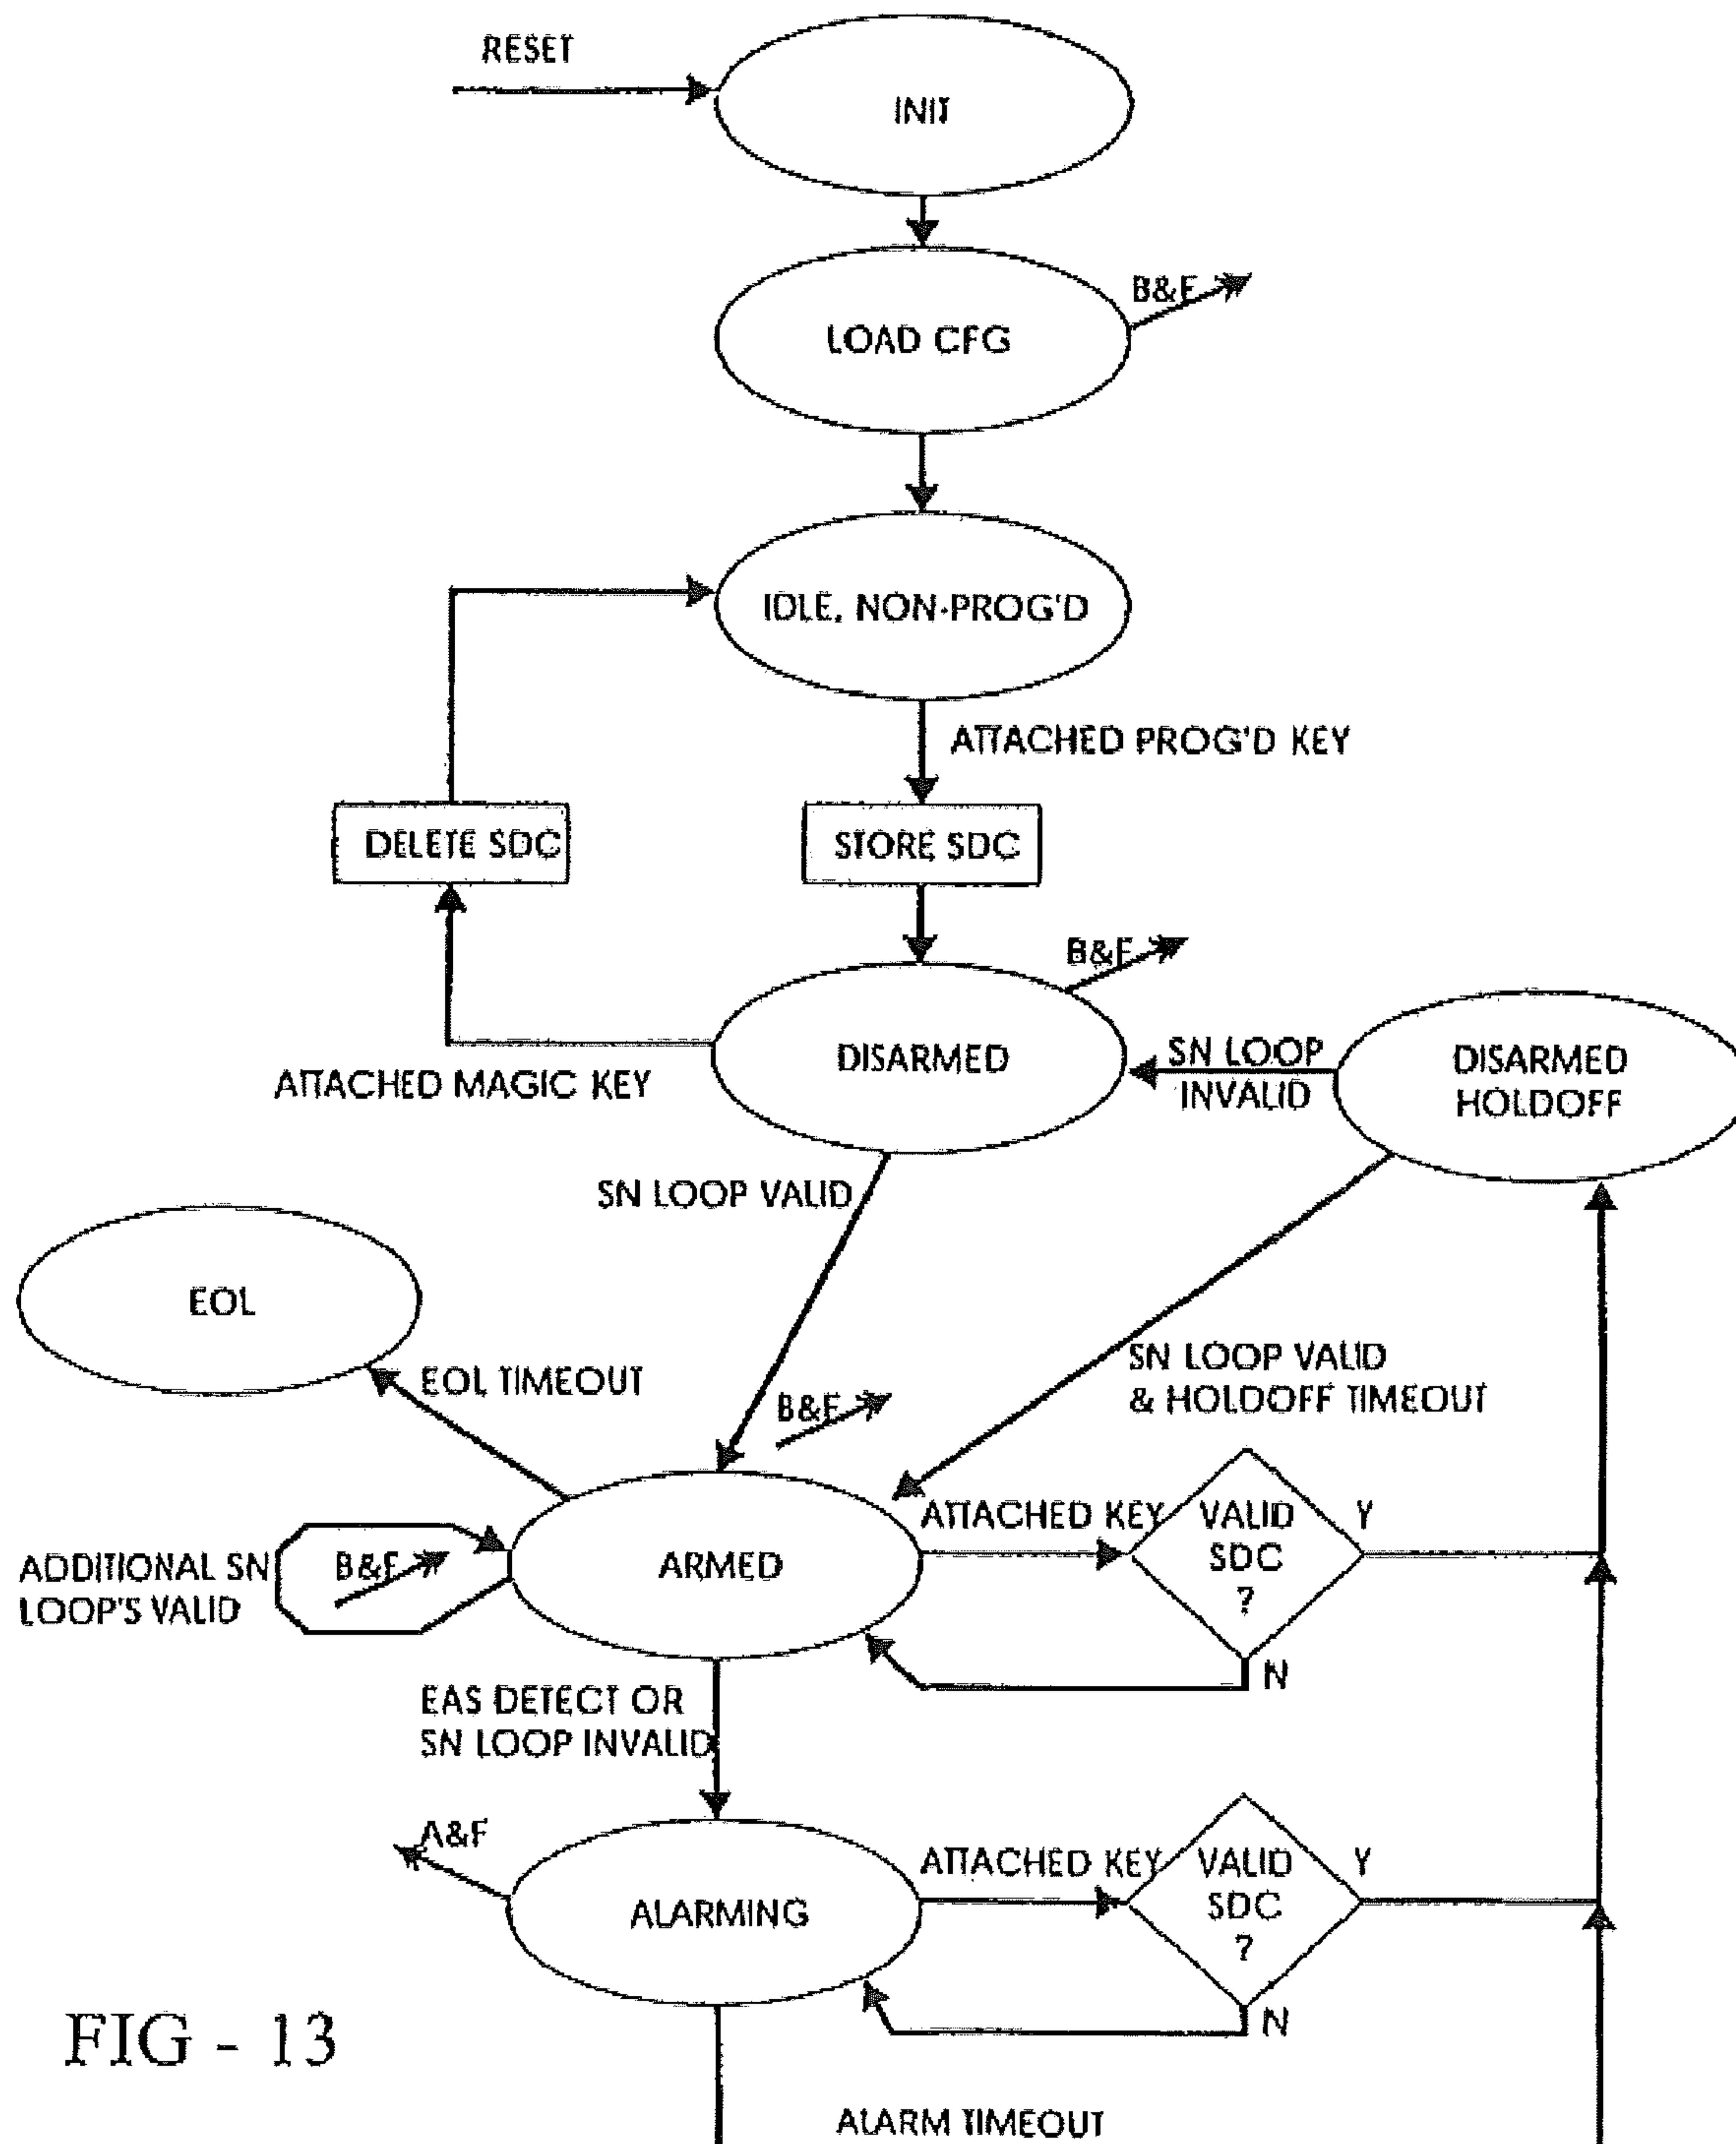 RESET
INIT
B&F
LOAD CFG
IDLE, NON-PROG'D
ATTACHED PROG'D KEY
DELETE SDC
STORE SDC
B&F
DISARMED
SN LOOP
INVALID
DISARMED
HOLDOFF
ATTACHED MAGIC KEY
SN LOOP VALID
EOL
EOL TIMEOUT
SN LOOP VALID
& HOLDOFF TIMEOUT
B&F
ATTACHED KEY
VALID
SDC
?
Y
N
ADDITIONAL SN
LOOP'S VALID
B&F
ARMED
EAS DETECT OR
SN LOOP INVALID
A&F
ALARMING
ATTACHED KEY
VALID
SDC
?
Y
N
FIG - 13
ALARM TIMEOUT